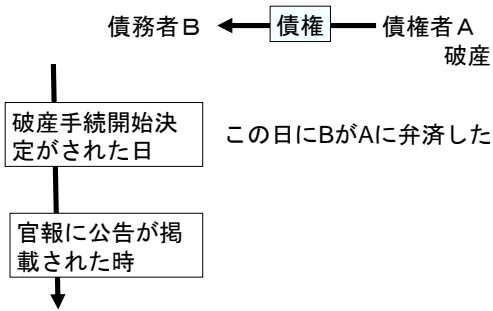 債務者Ｂ 債権 債権者Ａ
破産
破産手続開始決
定がされた日
この日にBがAに弁済した
官報に公告が掲
載された時